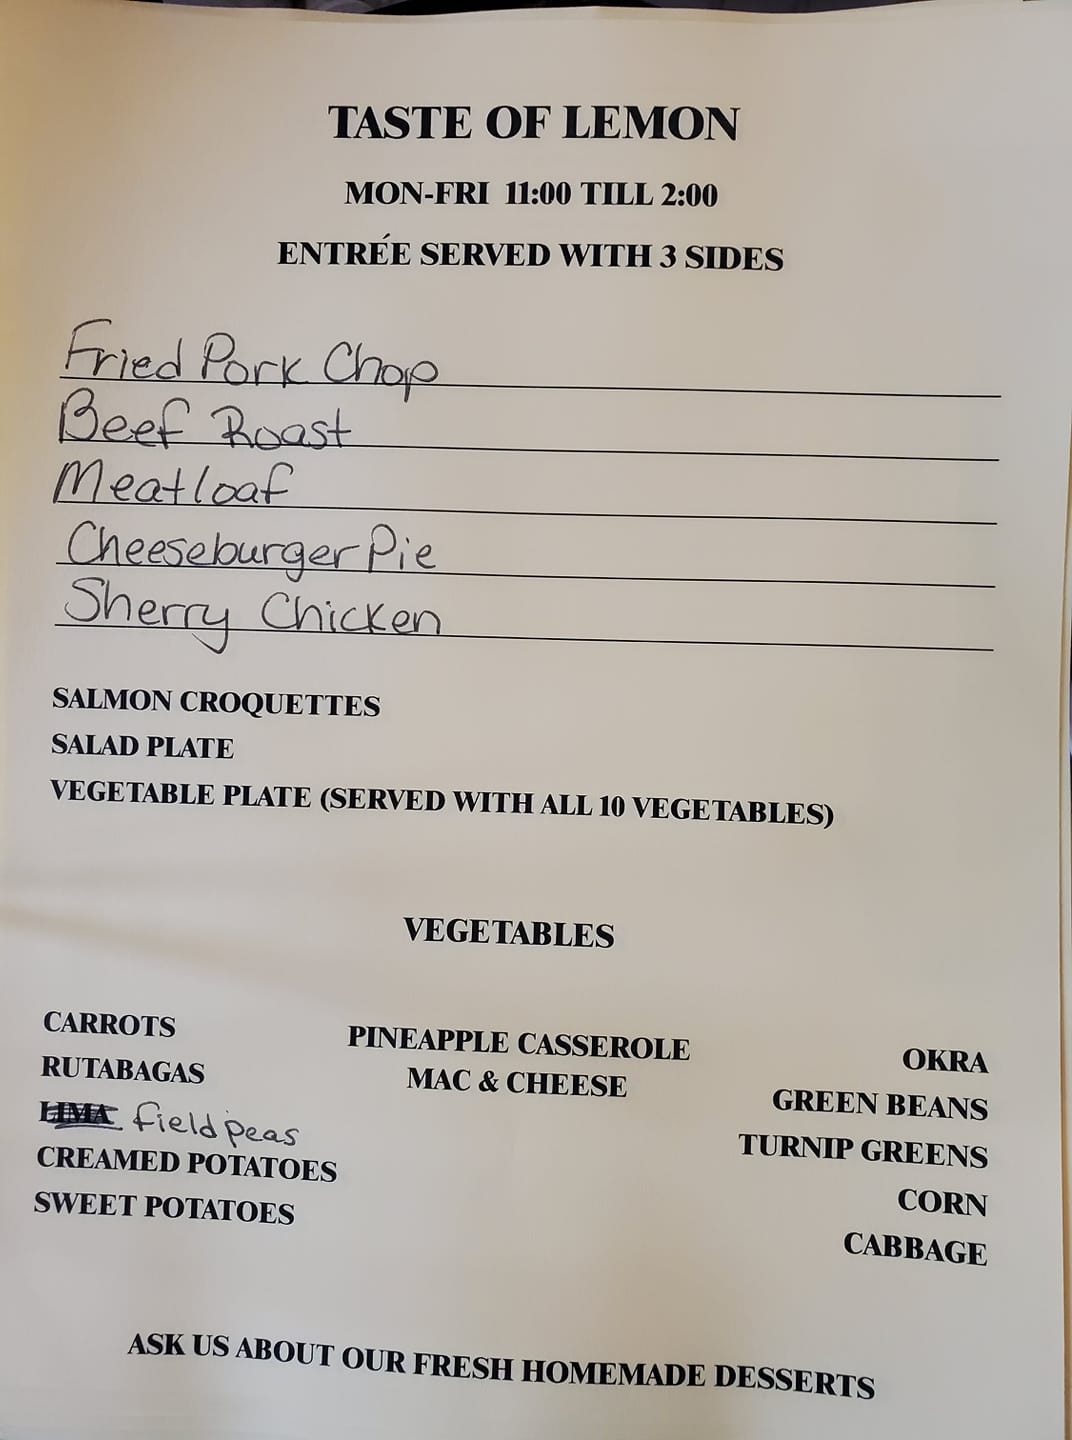 TASTE OF LEMON
MON-FRI 11:00 TILL 2:00
ENTRÉE SERVED WITH 3 SIDES
Fried Pork Chop
Beef Roast
Meatloaf
Cheeseburger Pie
Sherry Chicken
SALMON CROQUETTES
SALAD PLATE
VEGETABLE PLATE (SERVED WITH ALL 10 VEGETABLES)
VEGETABLES
CARROTS
RUTABAGAS
LIMA field peas
CREAMED POTATOES
SWEET POTATOES
PINEAPPLE CASSEROLE
MAC & CHEESE
OKRA
GREEN BEANS
TURNIP GREENS
CORN
CABBAGE
ASK US ABOUT OUR FRESH HOMEMADE DESSERTS